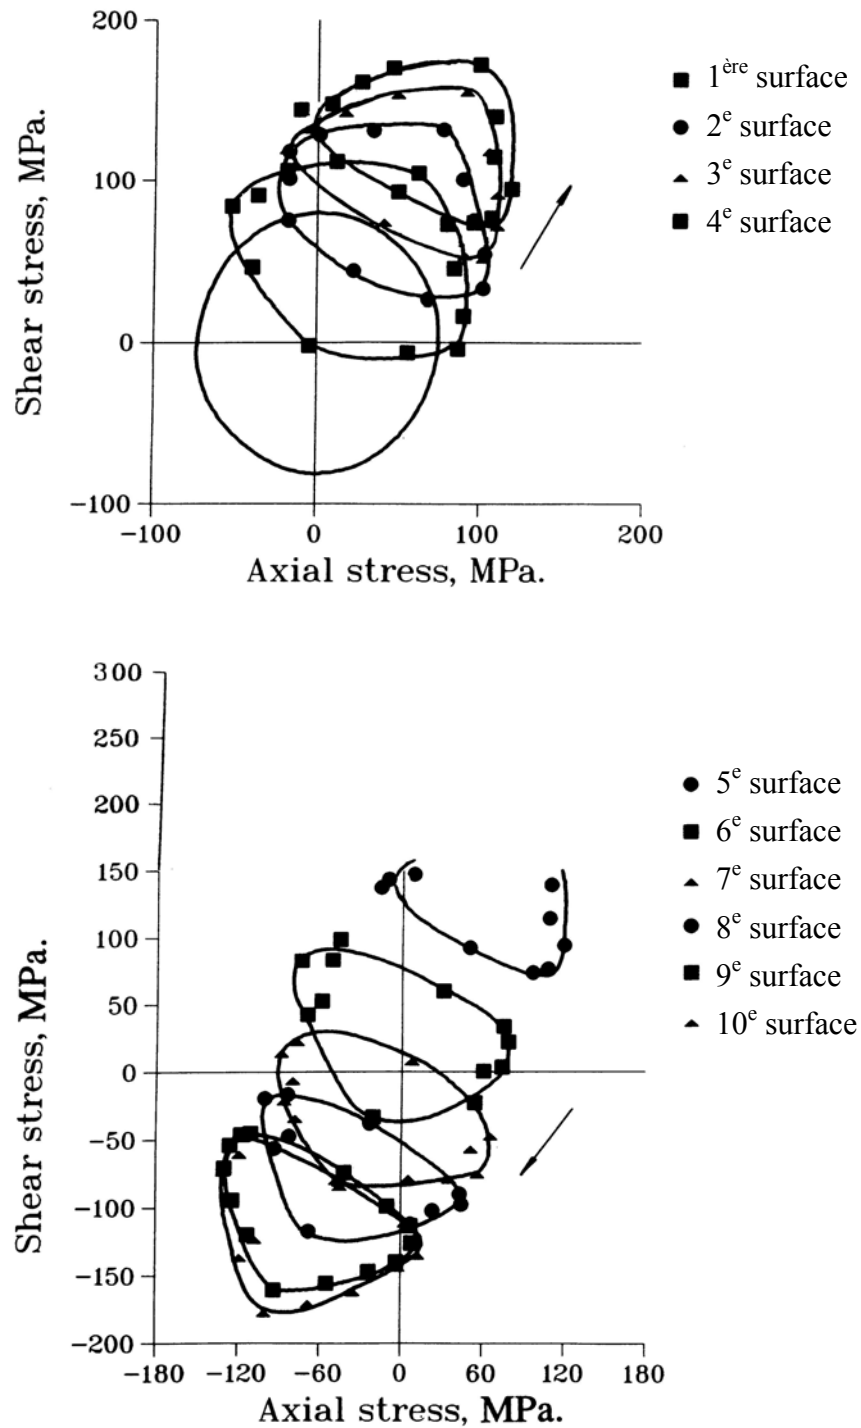 200
100
0
−100
−100
0
100
200
Shear stress, MPa.
Axial stress, MPa.
1ère surface
2e surface
3e surface
4e surface
300
250
200
150
100
50
0
−50
−100
−150
−200
−180
−120
−60
0
60
120
180
Shear stress, MPa.
Axial stress, MPa.
5e surface
6e surface
7e surface
8e surface
9e surface
10e surface